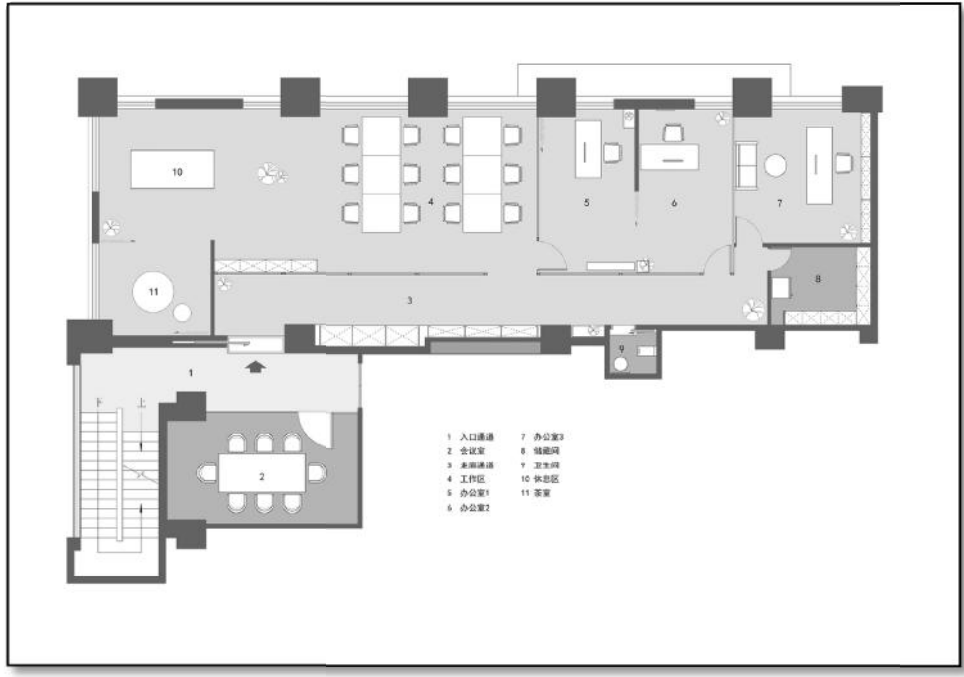 10
4
5
6
7
11
3
8
9
1
下 上
2
1 入口通道
2 会议室
3 走廊通道
4 工作区
5 办公室1
6 办公室2
7 办公室3
8 储藏间
9 卫生间
10 休息区
11 茶室